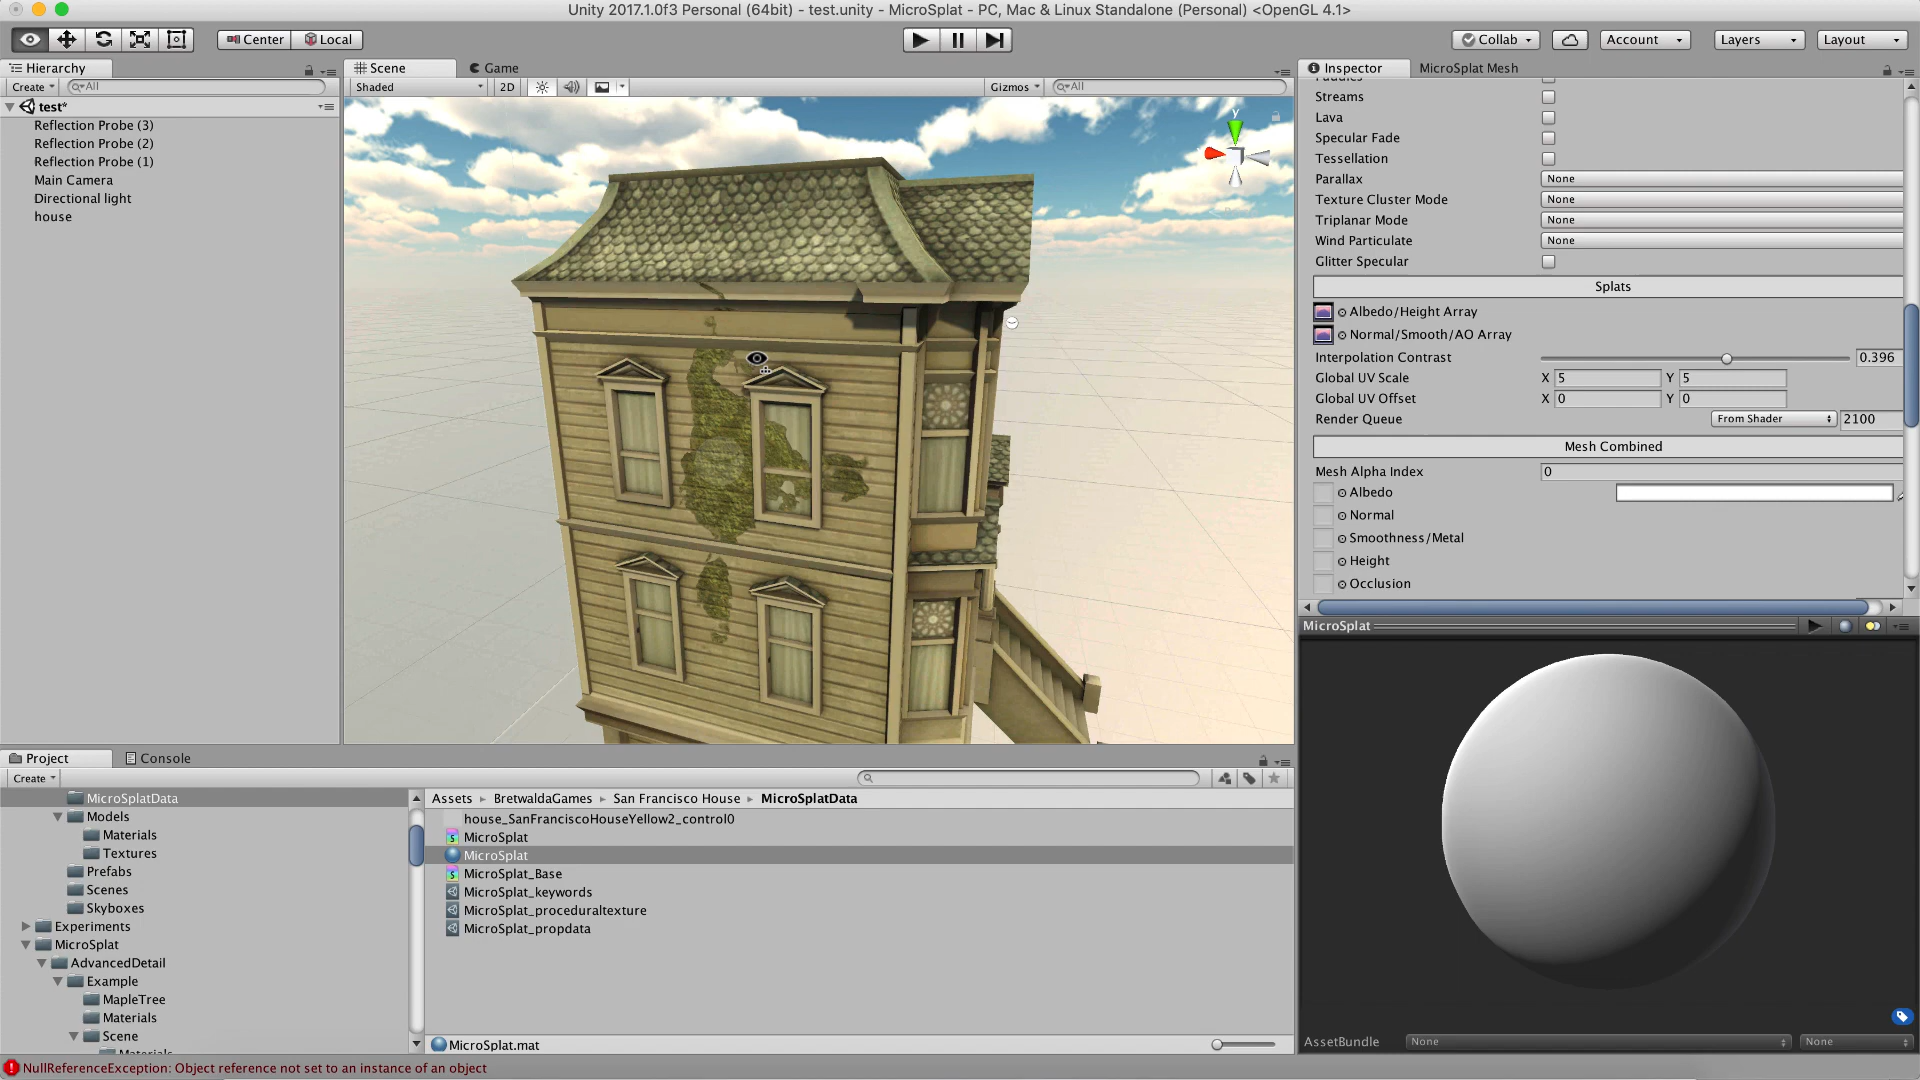 Unity 2017.1.0f3 Personal (64bit) - test.unity - MicroSplat - PC, Mac & Linux Standalone (Personal) <OpenGL 4.1>
Center Local Collab Account Layers Layout
Hierarchy
Create All
test*
Reflection Probe (3)
Reflection Probe (2)
Reflection Probe (1)
Main Camera
Directional light
house
Scene Game
Shaded 2D Gizmos All
y
Inspector MicroSplat Mesh
Puddles
Streams
Lava
Specular Fade
Tessellation
Parallax None
Texture Cluster Mode None
Triplanar Mode None
Wind Particulate None
Glitter Specular
Splats
Albedo/Height Array
Normal/Smooth/AO Array
Interpolation Contrast 0.396
Global UV Scale X 5 Y 5
Global UV Offset X 0 Y 0
Render Queue From Shader 2100
Mesh Combined
Mesh Alpha Index 0
Albedo
Normal
Smoothness/Metal
Height
Occlusion
MicroSplat
AssetBundle None None
Project Console
Create
MicroSplatData
Models
Materials
Textures
Prefabs
Scenes
Skyboxes
Experiments
MicroSplat
AdvancedDetail
Example
MapleTree
Materials
Scene
Materials
Assets BretwaldaGames San Francisco House MicroSplatData
house_SanFranciscoHouseYellow2_control0
MicroSplat
MicroSplat
MicroSplat_Base
MicroSplat_keywords
MicroSplat_proceduraltexture
MicroSplat_propdata
MicroSplat.mat
NullReferenceException: Object reference not set to an instance of an object